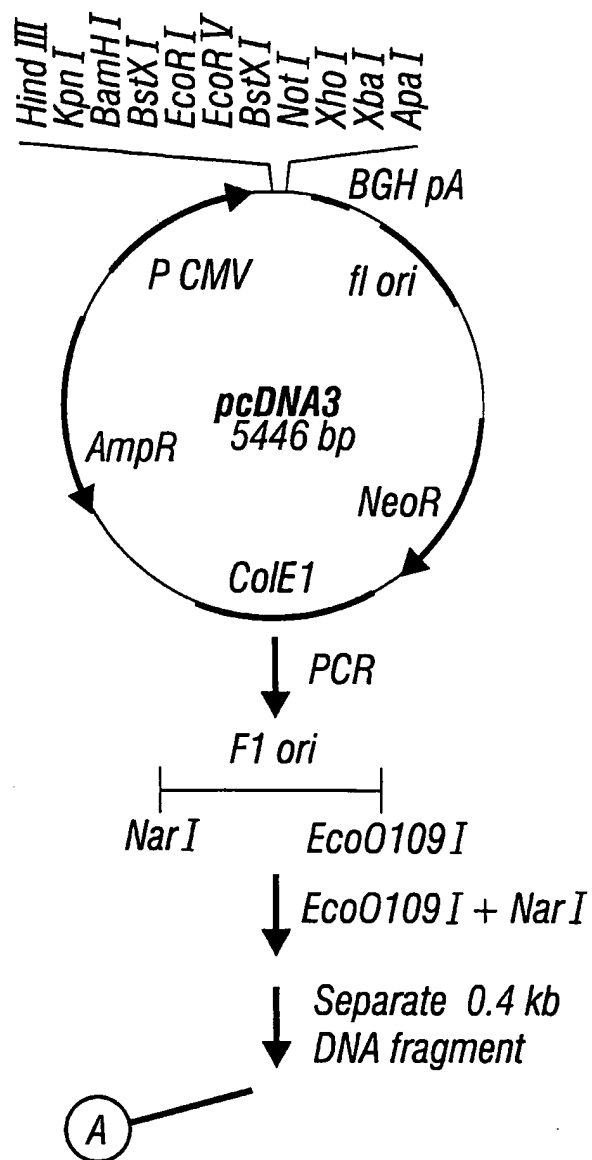 Hind III
Kpn I
BamH I
BstX I
EcoR I
EcoR V
BstX I
Not I
Xho I
Xba I
Apa I
BGH pA
P CMV
fl ori
pcDNA3
5446 bp
AmpR
NeoR
ColE1
PCR
F1 ori
Nar I
EcoO109 I
EcoO109 I + Nar I
Separate 0.4 kb
DNA fragment
A